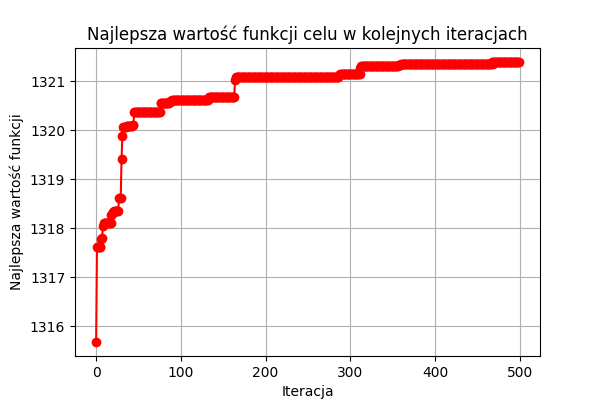 Najlepsza wartość funkcji celu w kolejnych iteracjach
Najlepsza wartość funkcji
1321
1320
1319
1318
1317
1316
0 100 200 300 400 500
Iteracja